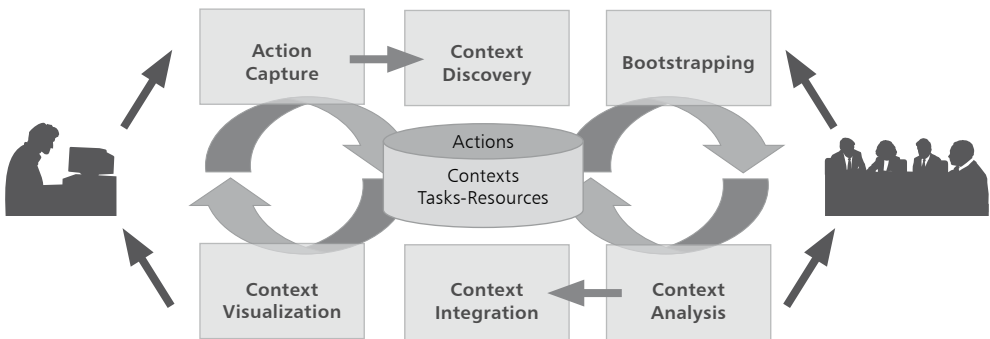 Action
Capture
Context
Discovery
Bootstrapping
Actions
Contexts
Tasks-Resources
Context
Visualization
Context
Integration
Context
Analysis